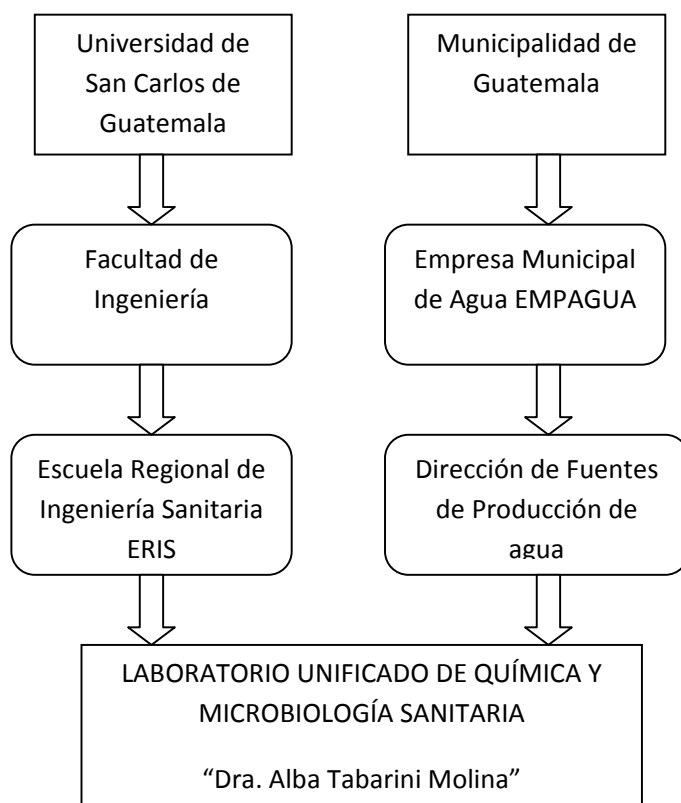 Universidad de
San Carlos de
Guatemala
Municipalidad de
Guatemala
Facultad de
Ingeniería
Empresa Municipal
de Agua EMPAGUA
Escuela Regional de
Ingeniería Sanitaria
ERIS
Dirección de Fuentes
de Producción de
agua
LABORATORIO UNIFICADO DE QUÍMICA Y
MICROBIOLOGÍA SANITARIA
“Dra. Alba Tabarini Molina”